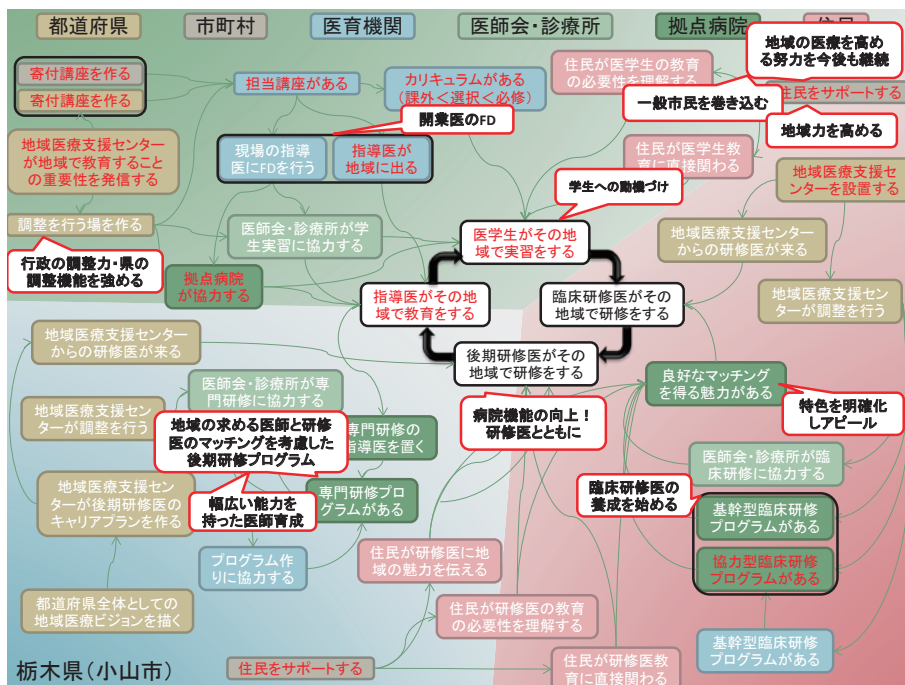 都道府県
市町村
医育機関
医師会・診療所
拠点病院
住民
寄付講座を作る
寄付講座を作る
担当講座がある
カリキュラムがある
(課外<選択<必修)
開業医のFD
住民が医学生の教育
の必要性を理解する
地域の医療を高め
る努力を今後も継続
一般市民を巻き込む
住民をサポートする
地域力を高める
地域医療支援センター
が地域で教育すること
の重要性を発信する
現場の指導
医にFDを行う
指導医が
地域に出る
住民が医学生
教育に直接関わる
地域医療支援セ
ンターを設置する
学生への動機づけ
調整を行う場を作る
行政の調整力・県の
調整機能を強める
医師会・診療所が学
生実習に協力する
医学生がその地
域で実習をする
地域医療支援センター
からの研修医が来る
拠点病院
が協力する
指導医がその地
域で教育をする
臨床研修医がその
地域で研修をする
地域医療支援セン
ターが調整を行う
地域医療支援センター
からの研修医が来る
後期研修医がその
地域で研修をする
医師会・診療所が専
門研修に協力する
良好なマッチング
を得る魅力がある
特色を明確化
しアピール
地域医療支援セン
ターが調整を行う
地域の求める医師と研修
医のマッチングを考慮した
後期研修プログラム
専門研修の
指導医を置く
病院機能の向上!
研修医とともに
医師会・診療所が臨
床研修に協力する
地域医療支援セン
ターが後期研修医の
キャリアプランを作る
幅広い能力を
持った医師育成
専門研修プロ
グラムがある
臨床研修医の
養成を始める
基幹型臨床研修
プログラムがある
協力型臨床研修
プログラムがある
プログラム作
りに協力する
住民が研修医に地
域の魅力を伝える
都道府県全体としての
地域医療ビジョンを描く
住民が研修医の教育
の必要性を理解する
基幹型臨床研修
プログラムがある
栃木県(小山市)
住民をサポートする
住民が研修医教
育に直接関わる